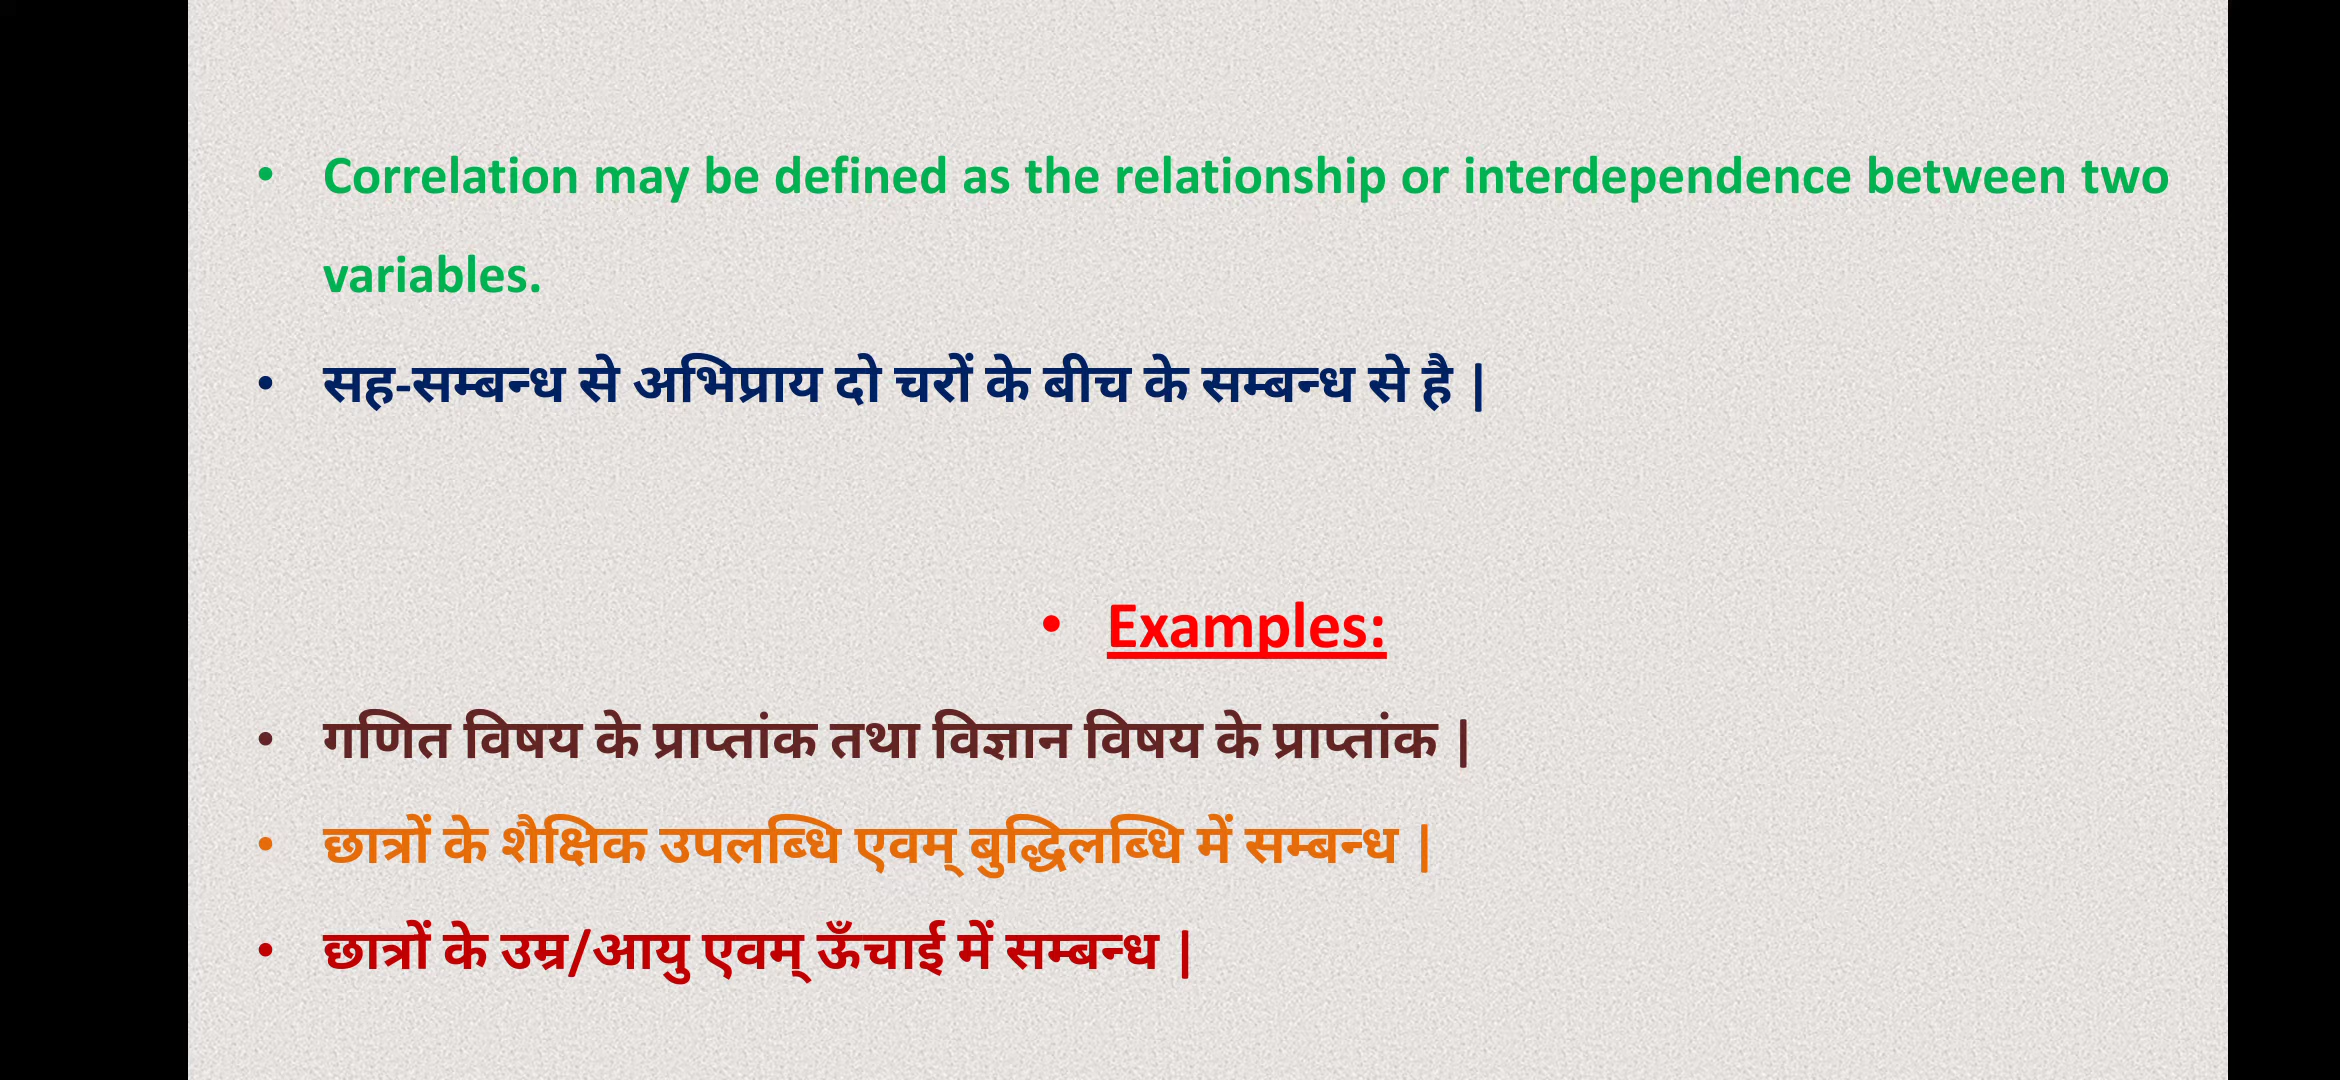 • Correlation may be defined as the relationship or interdependence between two
variables.
• सह-सम्बन्ध से अभिप्राय दो चरों के बीच के सम्बन्ध से है |
• Examples:
• गणित विषय के प्राप्तांक तथा विज्ञान विषय के प्राप्तांक |
• छात्रों के शैक्षिक उपलब्धि एवम् बुद्धिलब्धि में सम्बन्ध |
• छात्रों के उम्र/आयु एवम् ऊँचाई में सम्बन्ध |